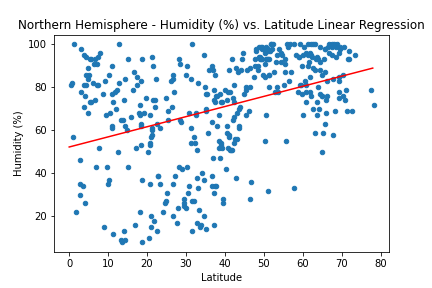 Northern Hemisphere - Humidity (%) vs. Latitude Linear Regression
100
80
60
40
20
Humidity (%)
0 10 20 30 40 50 60 70 80
Latitude